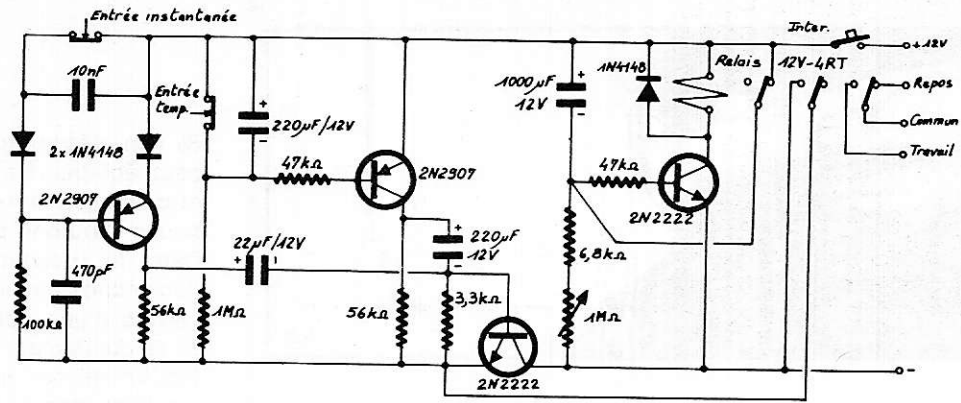 Entrée instantanée
Inter.
+12V
10nF
1N4148
Relais
12V-4RT
Repos
1000µF
12V
Entrée
temp.
220µF/12V
Commun
2x1N4148
Travail
47kΩ
2N2907
47kΩ
2N2907
2N2222
22µF/12V
220µF
12V
6,8kΩ
470pF
100kΩ
56kΩ
1MΩ
56kΩ
3,3kΩ
1MΩ
2N2222